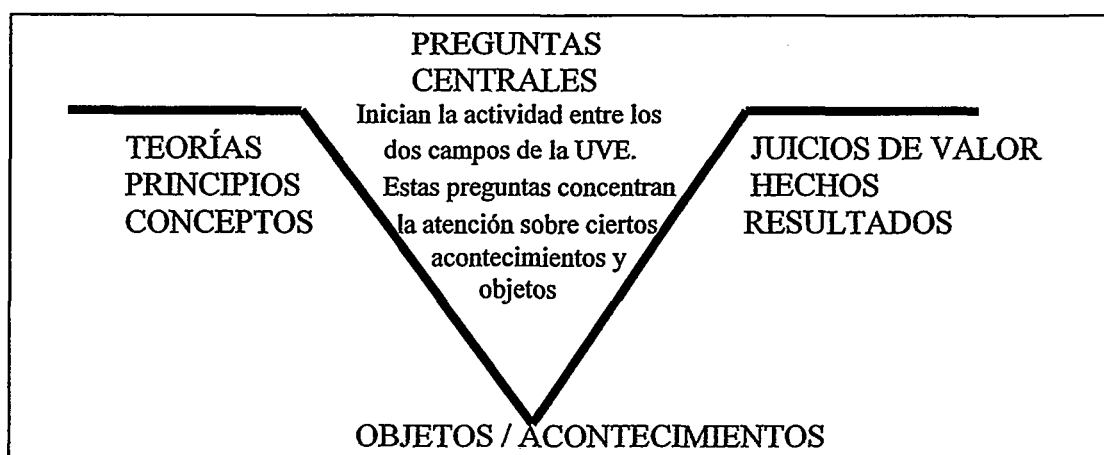 PREGUNTAS
CENTRALES
Inician la actividad entre los
dos campos de la UVE.
Estas preguntas concentran
la atención sobre ciertos
acontecimientos y
objetos
TEORÍAS
PRINCIPIOS
CONCEPTOS
JUICIOS DE VALOR
HECHOS
RESULTADOS
OBJETOS / ACONTECIMIENTOS